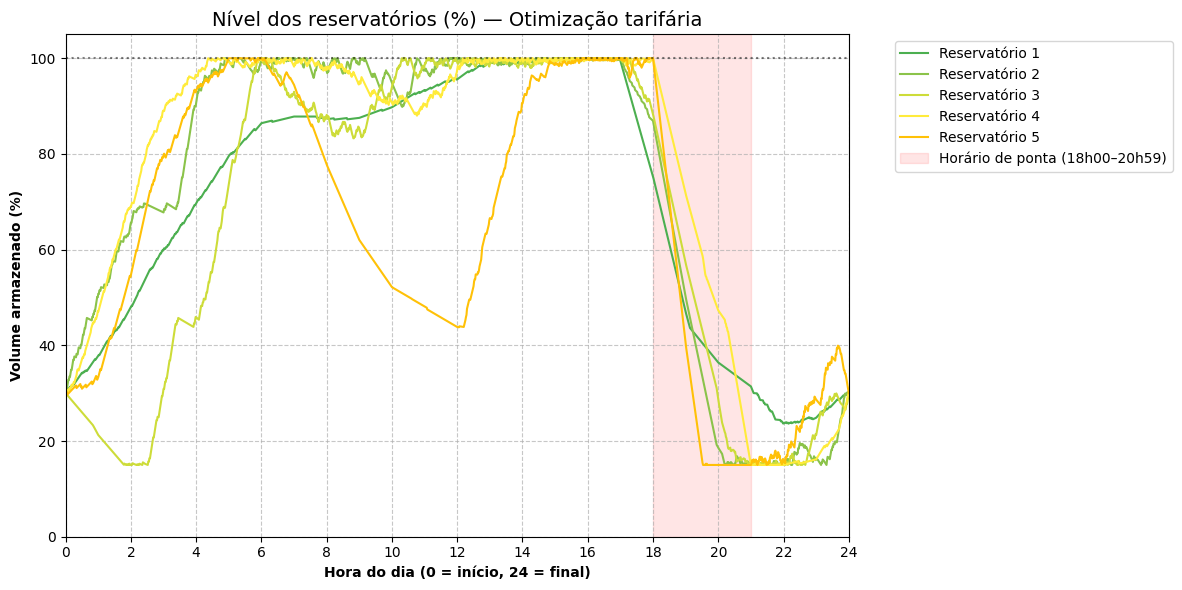 Nível dos reservatórios (%) — Otimização tarifária
Volume armazenado (%)
100
80
60
40
20
0
0 2 4 6 8 10 12 14 16 18 20 22 24
Hora do dia (0 = início, 24 = final)
Reservatório 1
Reservatório 2
Reservatório 3
Reservatório 4
Reservatório 5
Horário de ponta (18h00–20h59)